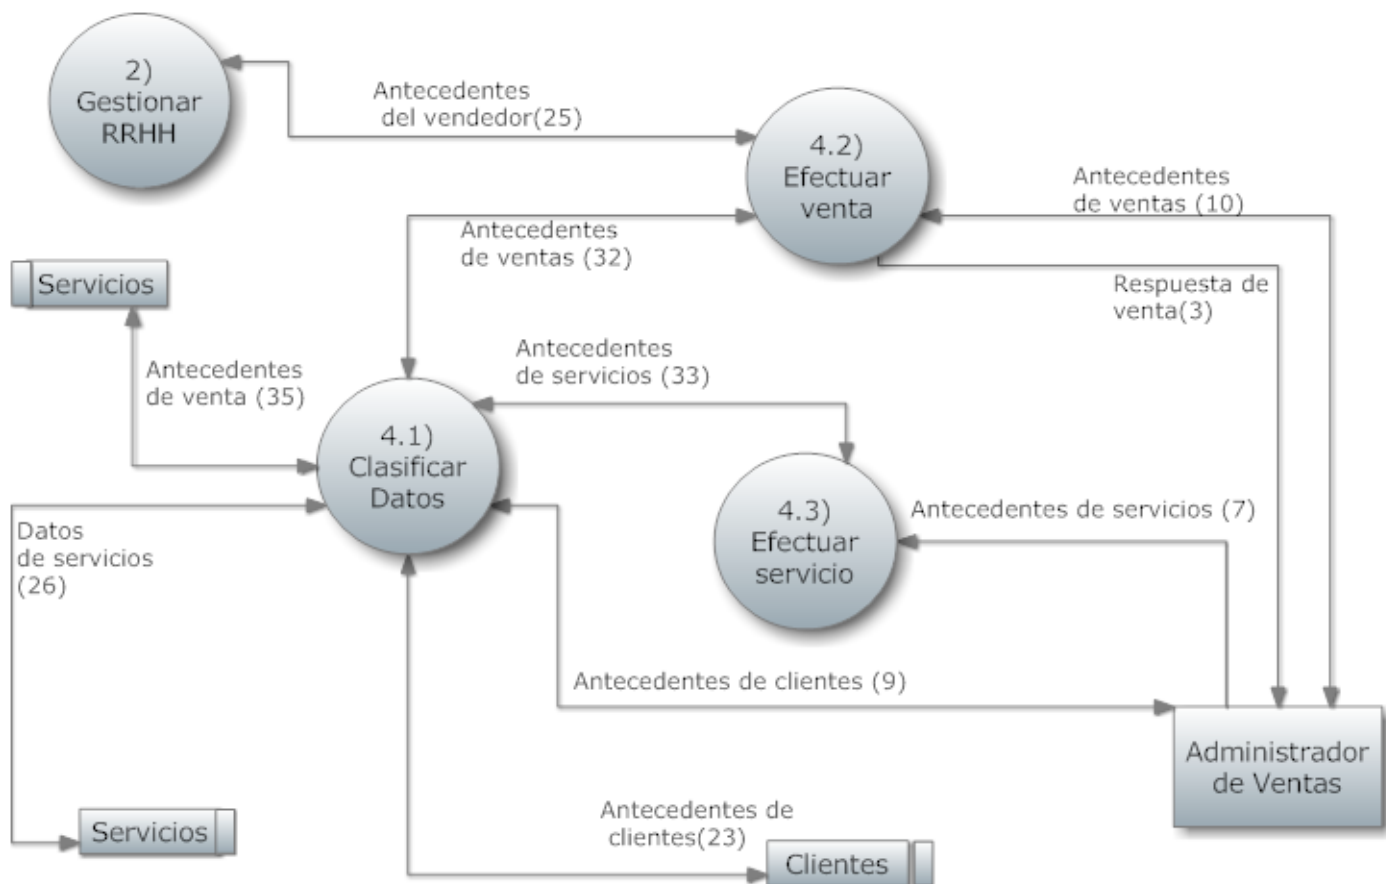 2)
Gestionar
RRHH
Antecedentes
del vendedor(25)
4.2)
Efectuar
venta
Antecedentes
de ventas (10)
Antecedentes
de ventas (32)
Servicios
Respuesta de
venta(3)
Antecedentes
de servicios (33)
Antecedentes
de venta (35)
4.1)
Clasificar
Datos
4.3)
Efectuar
servicio
Antecedentes de servicios (7)
Datos
de servicios
(26)
Antecedentes de clientes (9)
Administrador
de Ventas
Servicios
Antecedentes de
clientes(23)
Clientes